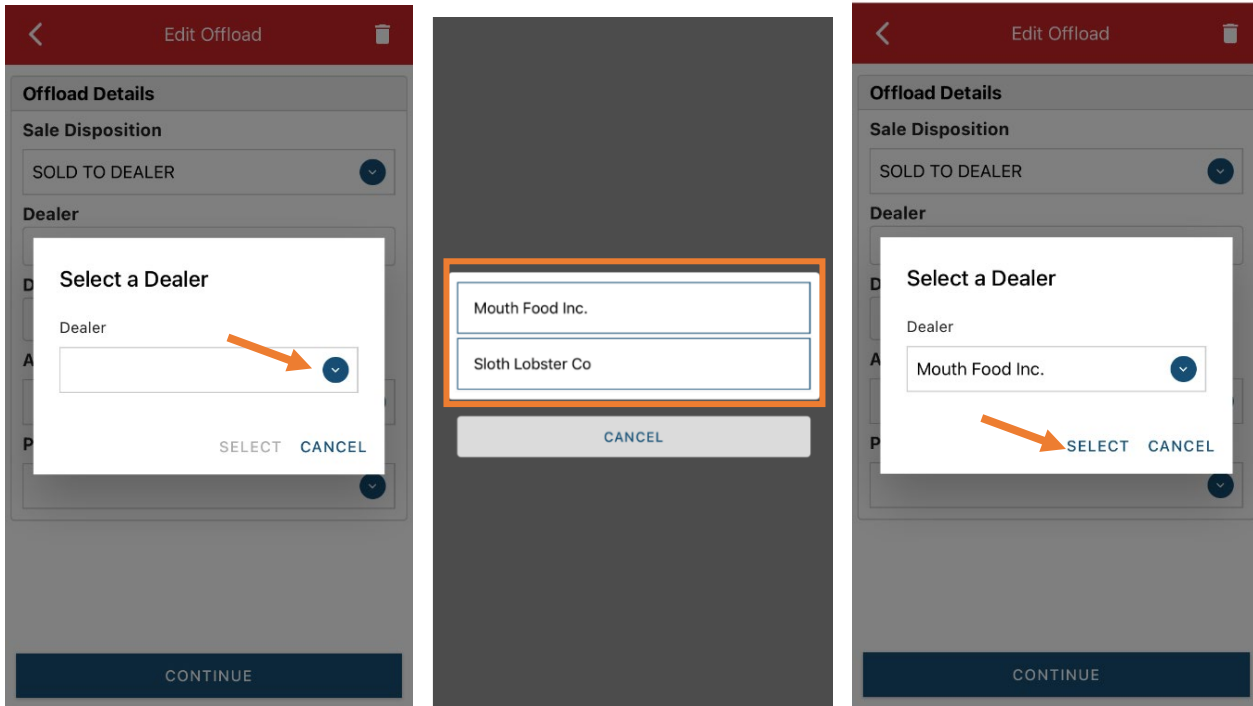 Edit Offload
Offload Details
Sale Disposition
SOLD TO DEALER
Dealer
D
Select a Dealer
Dealer
A
P
SELECT CANCEL
CONTINUE
Mouth Food Inc.
Sloth Lobster Co
CANCEL
Edit Offload
Offload Details
Sale Disposition
SOLD TO DEALER
Dealer
D
Select a Dealer
Dealer
A
Mouth Food Inc.
P
SELECT CANCEL
CONTINUE